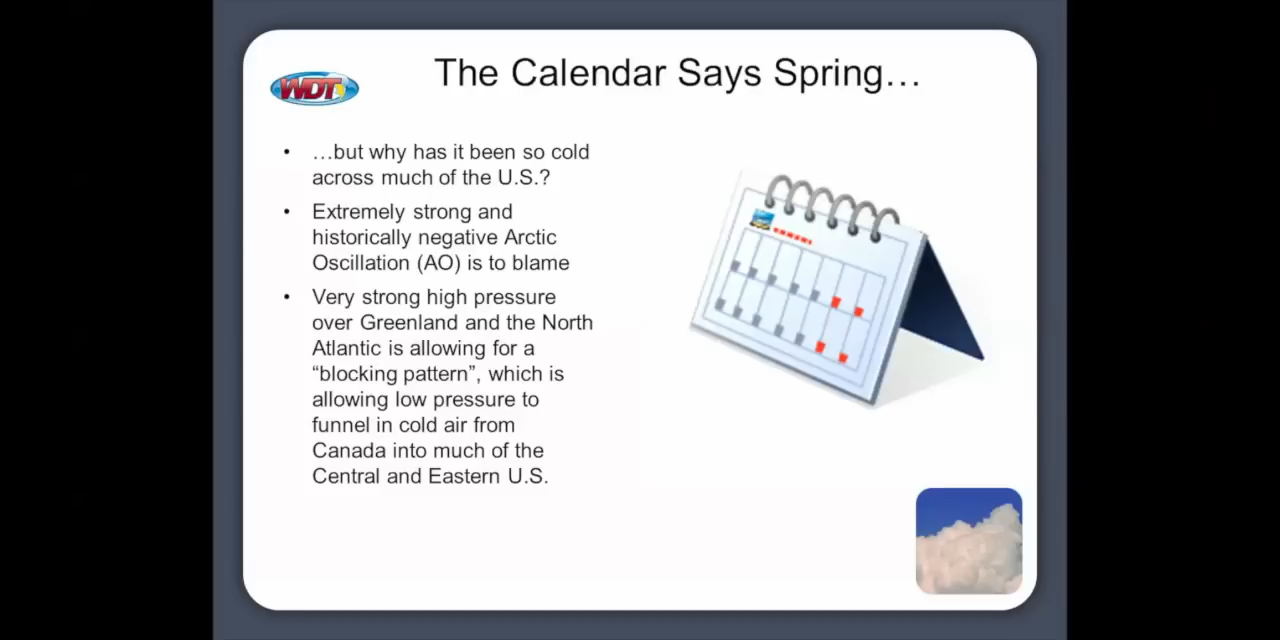 WDT
The Calendar Says Spring…
• …but why has it been so cold
across much of the U.S.?
• Extremely strong and
historically negative Arctic
Oscillation (AO) is to blame
• Very strong high pressure
over Greenland and the North
Atlantic is allowing for a
“blocking pattern”, which is
allowing low pressure to
funnel in cold air from
Canada into much of the
Central and Eastern U.S.